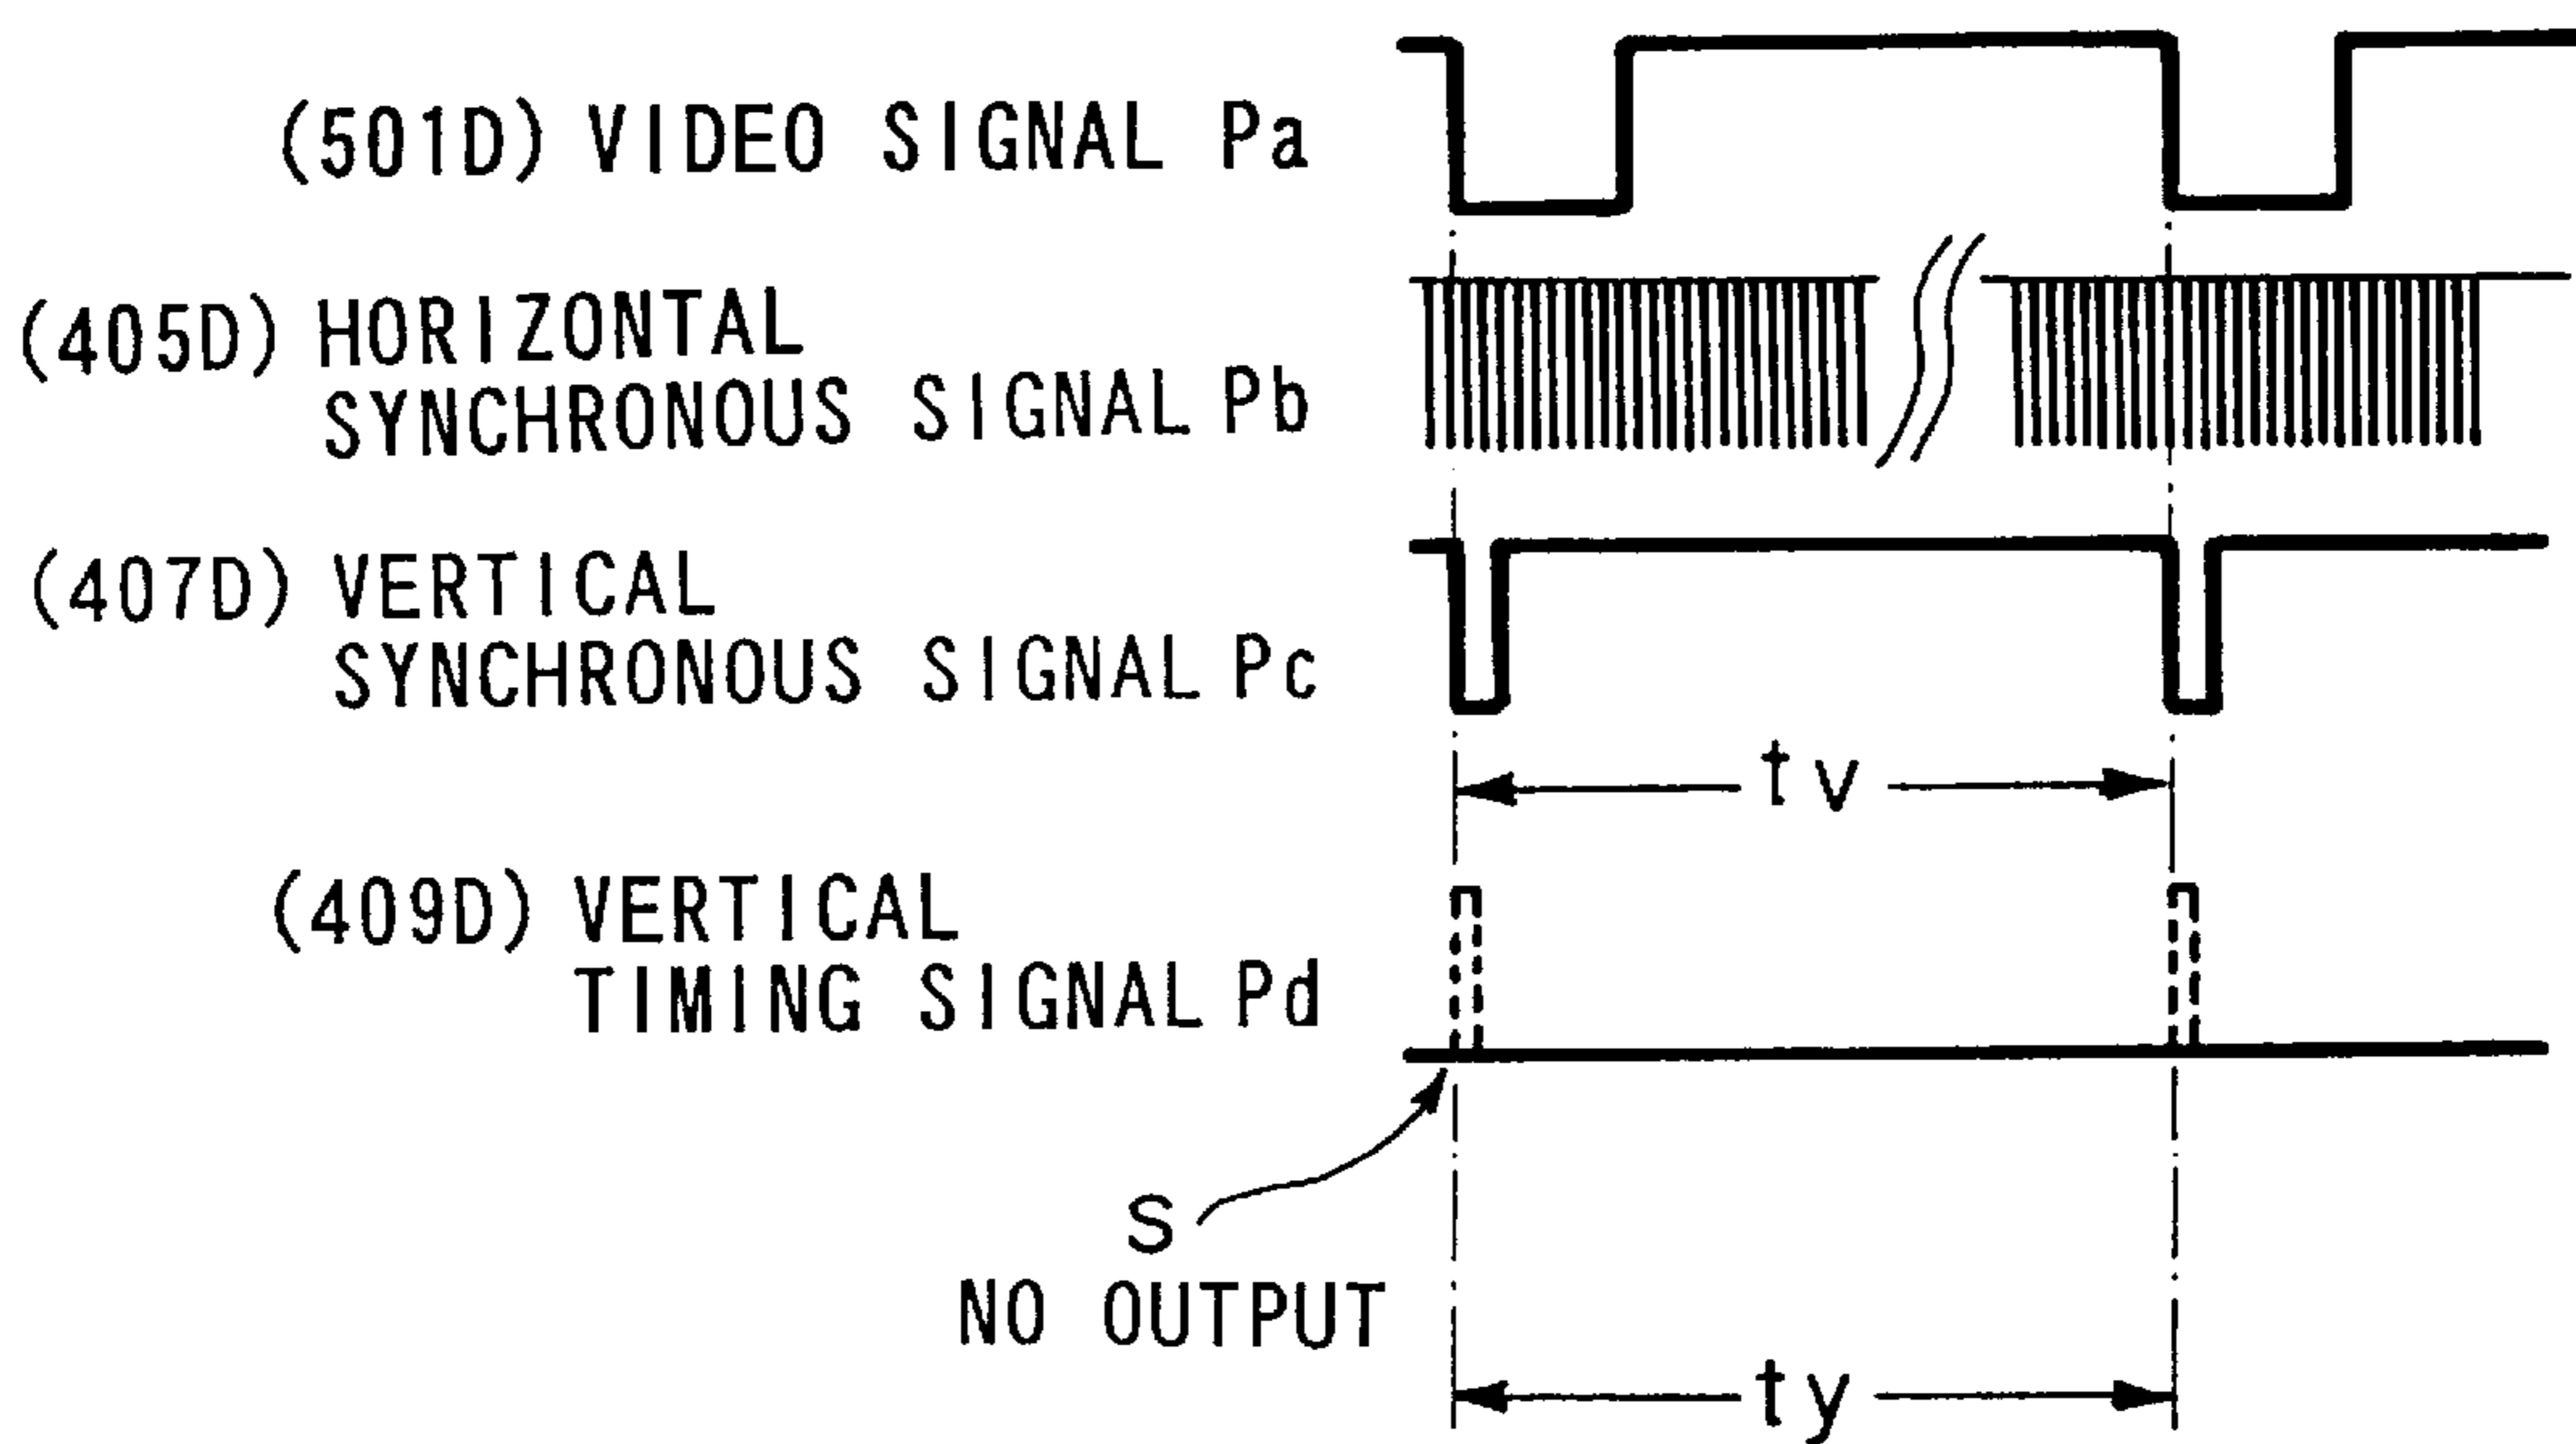 (501D) VIDEO SIGNAL Pa
(405D) HORIZONTAL
SYNCHRONOUS SIGNAL Pb
(407D) VERTICAL
SYNCHRONOUS SIGNAL Pc
tv
(409D) VERTICAL
TIMING SIGNAL Pd
S
NO OUTPUT
ty